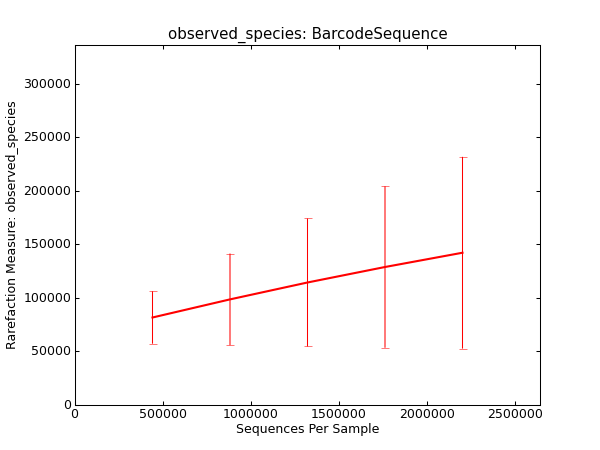 observed_species: BarcodeSequence
Rarefaction Measure: observed_species
300000
250000
200000
150000
100000
50000
0
0 500000 1000000 1500000 2000000 2500000
Sequences Per Sample